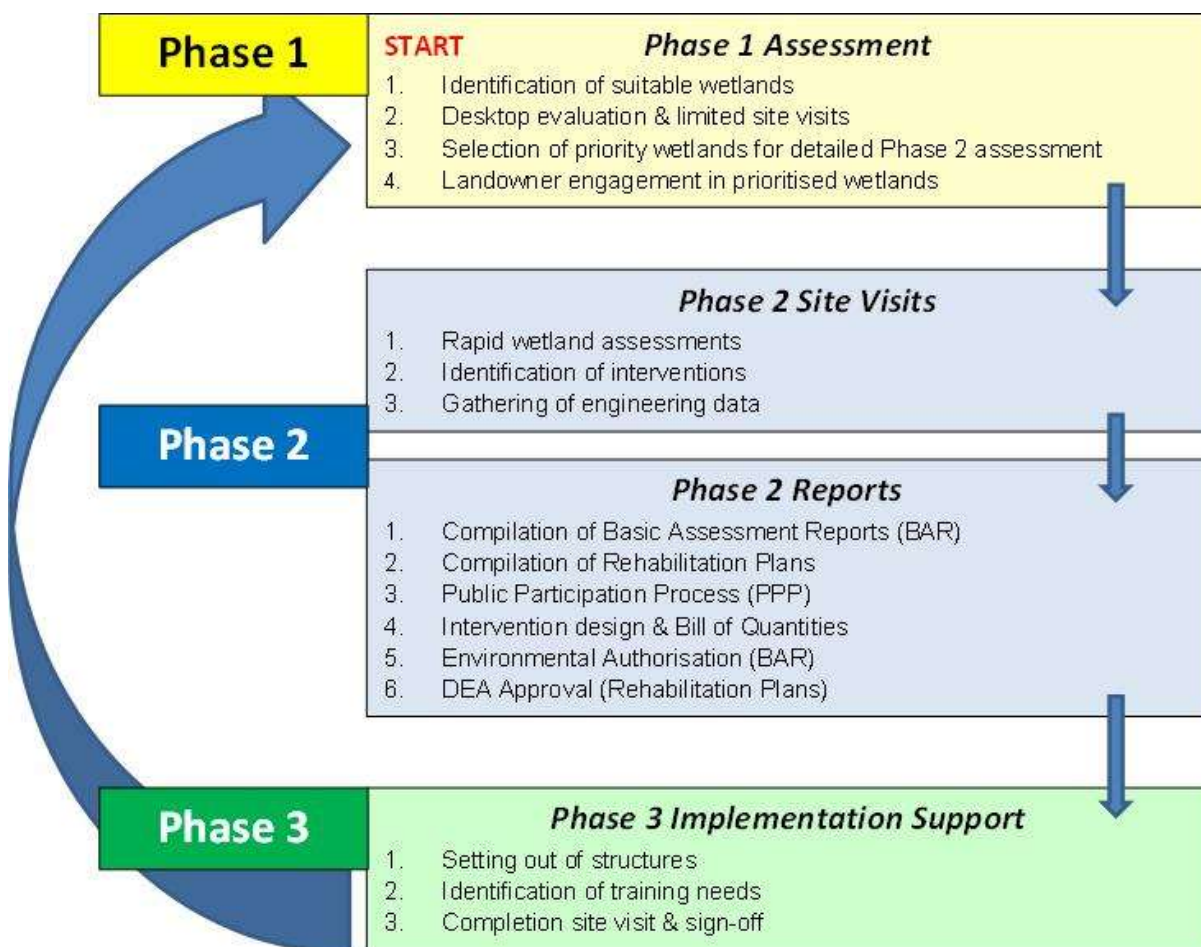 Phase 1
START
Phase 1 Assessment
1. Identification of suitable wetlands
2. Desktop evaluation & limited site visits
3. Selection of priority wetlands for detailed Phase 2 assessment
4. Landowner engagement in prioritised wetlands
Phase 2
Phase 2 Site Visits
1. Rapid wetland assessments
2. Identification of interventions
3. Gathering of engineering data
Phase 2 Reports
1. Compilation of Basic Assessment Reports (BAR)
2. Compilation of Rehabilitation Plans
3. Public Participation Process (PPP)
4. Intervention design & Bill of Quantities
5. Environmental Authorisation (BAR)
6. DEA Approval (Rehabilitation Plans)
Phase 3
Phase 3 Implementation Support
1. Setting out of structures
2. Identification of training needs
3. Completion site visit & sign-off